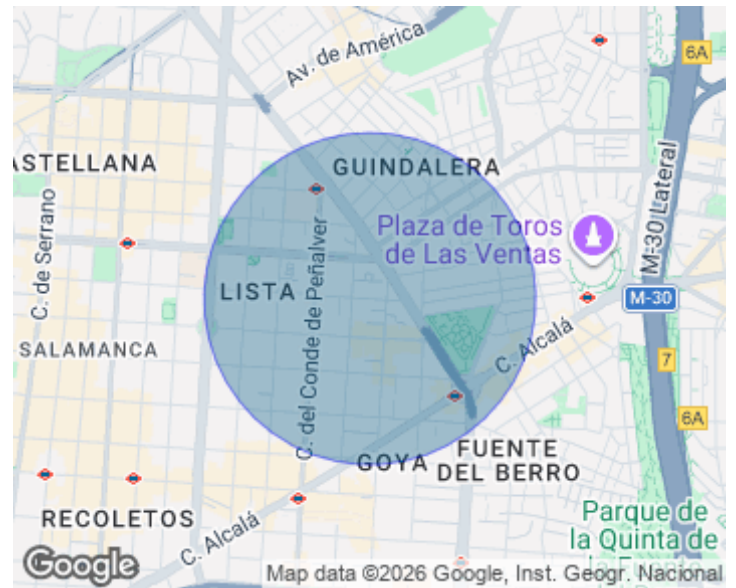 Av. de América
6A
GUINDALERA
ASTELLANA
M-30 Lateral
C. de Serrano
C. del Conde de Peñalver
Plaza de Toros
de Las Ventas
LISTA
M-30
SALAMANCA
C. Alcalá
7
6A
GOYA
FUENTE
DEL BERRO
RECOLETOS
C. Alcalá
Parque de
la Quinta de
Google
Map data ©2026 Google, Inst. Geogr. Nacional